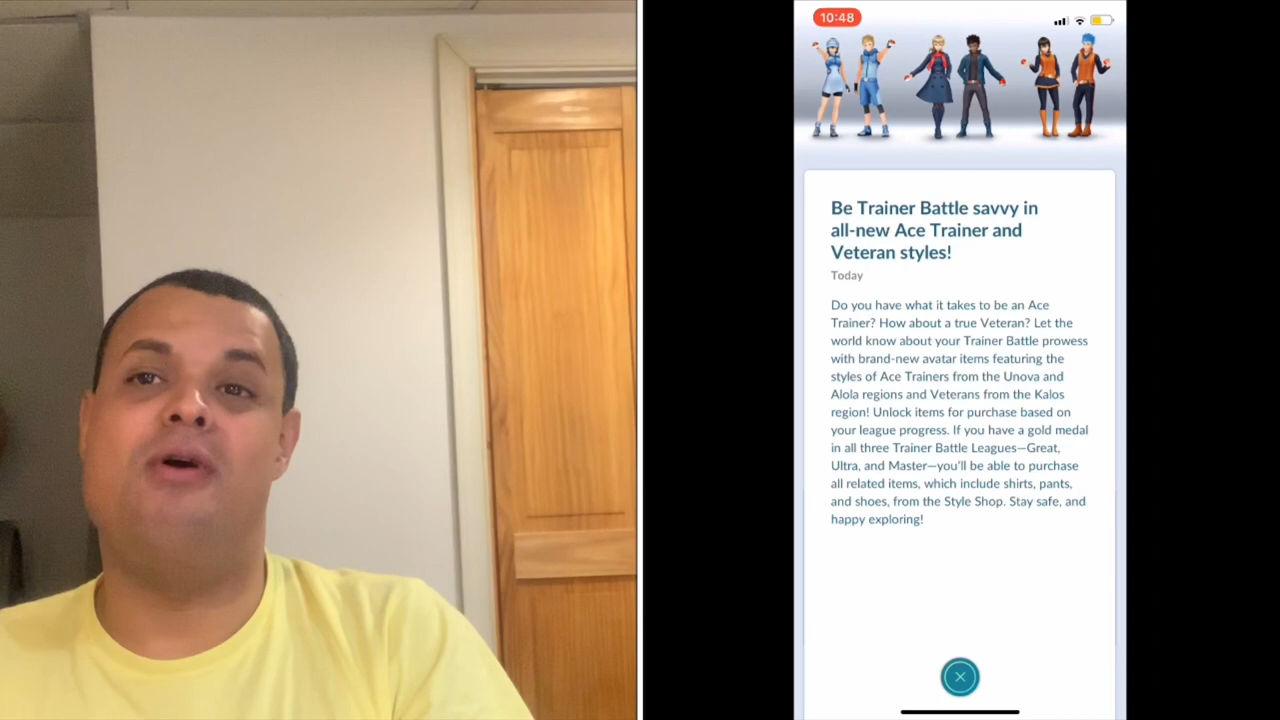 10:48
Be Trainer Battle savvy in
all-new Ace Trainer and
Veteran styles!
Today
Do you have what it takes to be an Ace
Trainer? How about a true Veteran? Let the
world know about your Trainer Battle prowess
with brand-new avatar items featuring the
styles of Ace Trainers from the Unova and
Alola regions and Veterans from the Kalos
region! Unlock items for purchase based on
your league progress. If you have a gold medal
in all three Trainer Battle Leagues—Great,
Ultra, and Master—you'll be able to purchase
all related items, which include shirts, pants,
and shoes, from the Style Shop. Stay safe, and
happy exploring!